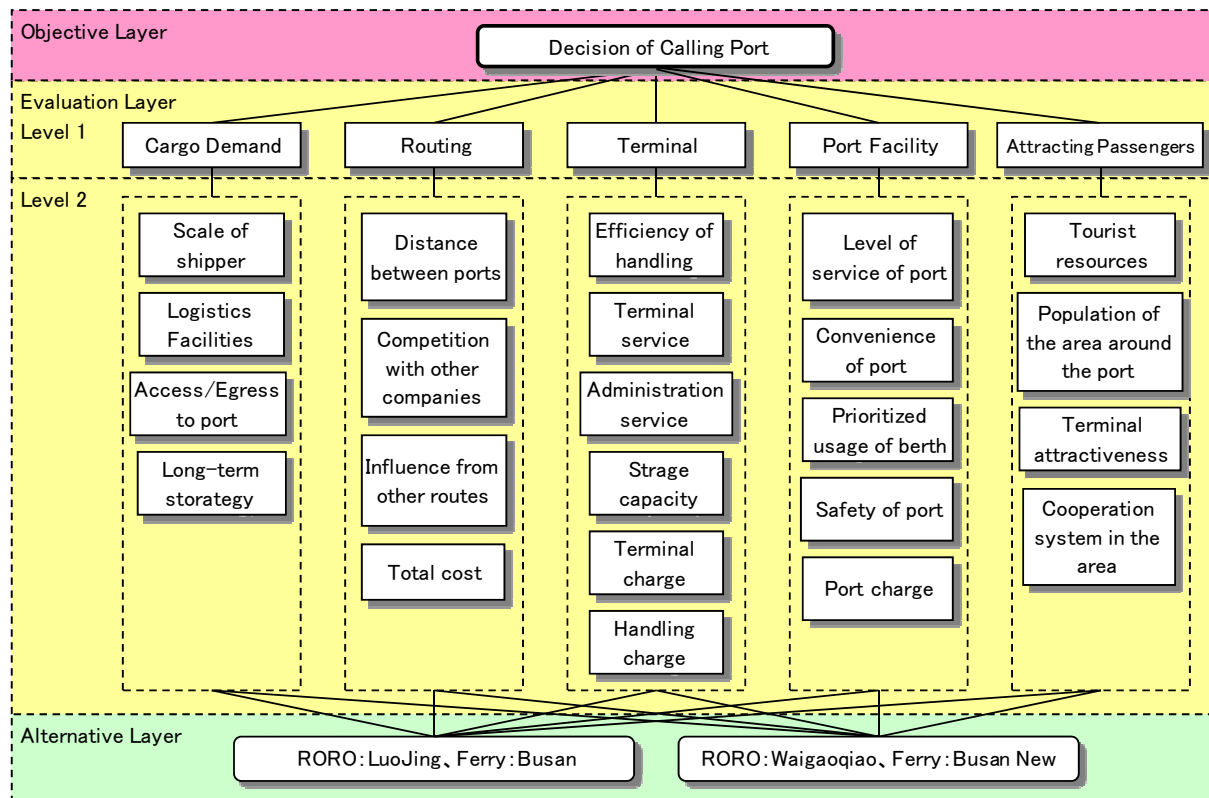 Objective Layer
Decision of Calling Port
Evaluation Layer
Level 1
Cargo Demand
Routing
Terminal
Port Facility
Attracting Passengers
Level 2
Scale of
shipper
Logistics
Facilities
Access/Egress
to port
Long-term
storategy
Distance
between ports
Competition
with other
companies
Influence from
other routes
Total cost
Efficiency of
handling
Terminal
service
Administration
service
Strage
capacity
Terminal
charge
Handling
charge
Level of
service of port
Convenience
of port
Prioritized
usage of berth
Safety of port
Port charge
Tourist
resources
Population of
the area around
the port
Terminal
attractiveness
Cooperation
system in the
area
Alternative Layer
RORO：LuoJing、Ferry：Busan
RORO：Waigaoqiao、Ferry：Busan New